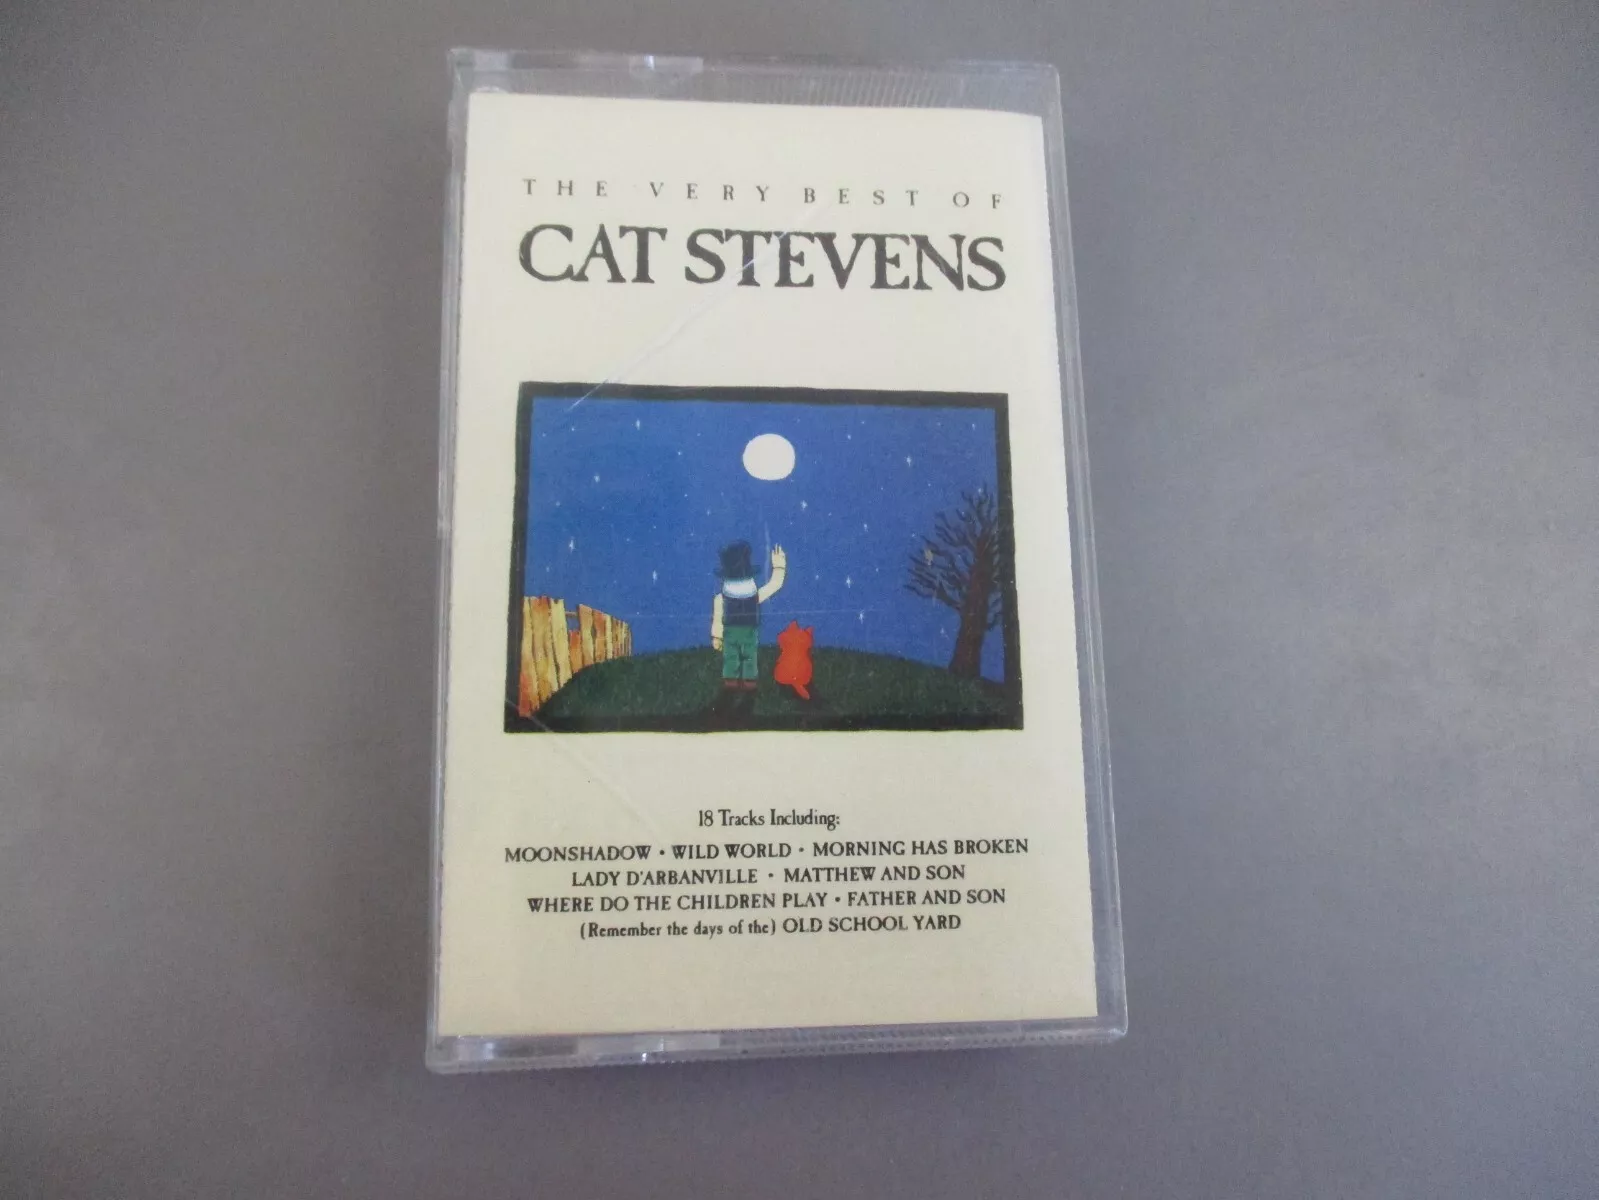 THE VERY BEST OF
CAT STEVENS
18 Tracks Including:
MOONSHADOW • WILD WORLD • MORNING HAS BROKEN
LADY D'ARBANVILLE • MATTHEW AND SON
WHERE DO THE CHILDREN PLAY • FATHER AND SON
(Remember the days of the) OLD SCHOOL YARD